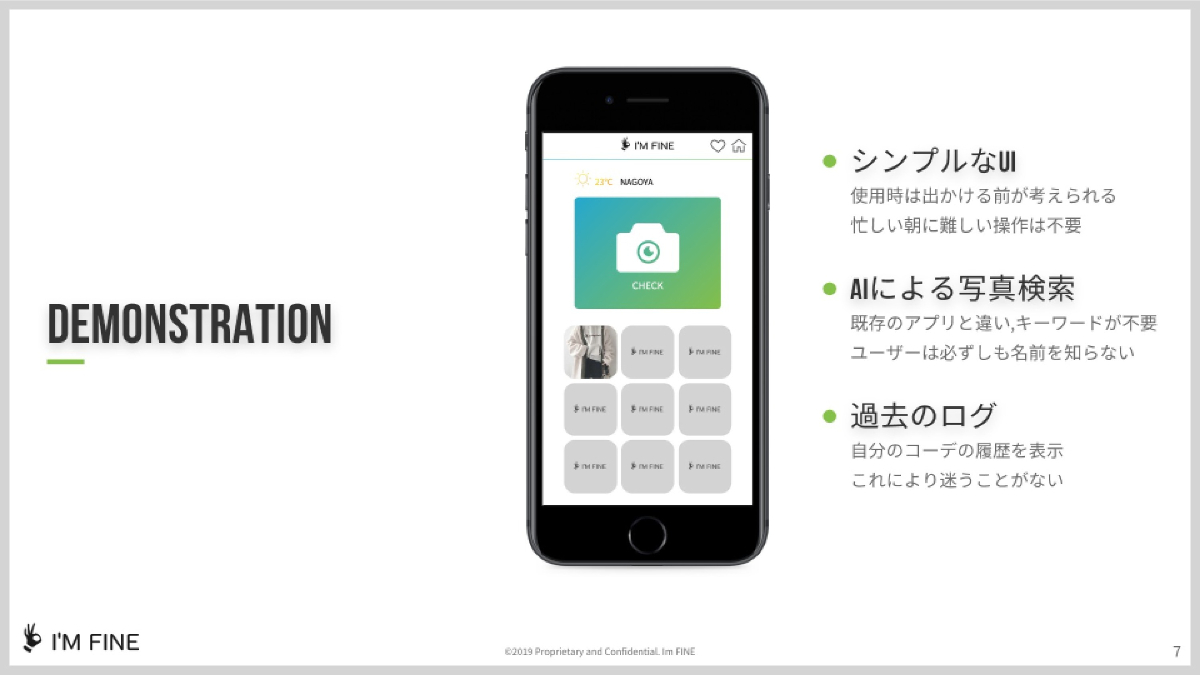 DEMONSTRATION
I'M FINE
23℃ NAGOYA
CHECK
I'M FINE I'M FINE
I'M FINE I'M FINE I'M FINE
I'M FINE I'M FINE I'M FINE
シンプルなUI
使用時は出かける前が考えられる
忙しい朝に難しい操作は不要
AIによる写真検索
既存のアプリと違い,キーワードが不要
ユーザーは必ずしも名前を知らない
過去のログ
自分のコーデの履歴を表示
これにより迷うことがない
I'M FINE
©2019 Proprietary and Confidential. Im FINE
7